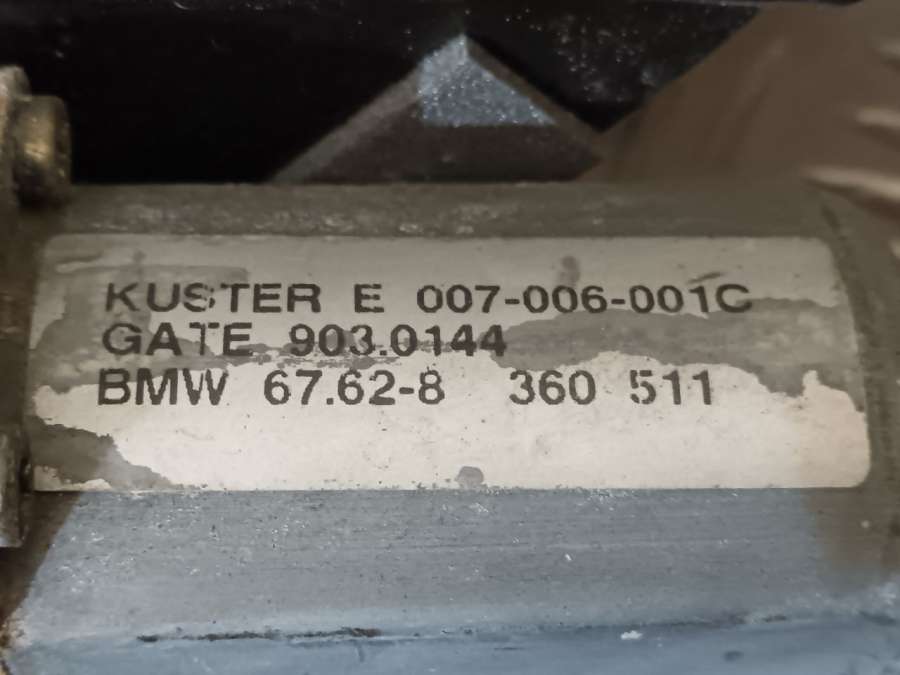 KUSTER E 007-006-001C
GATE 903.0144
BMW 67.62-8 360 511